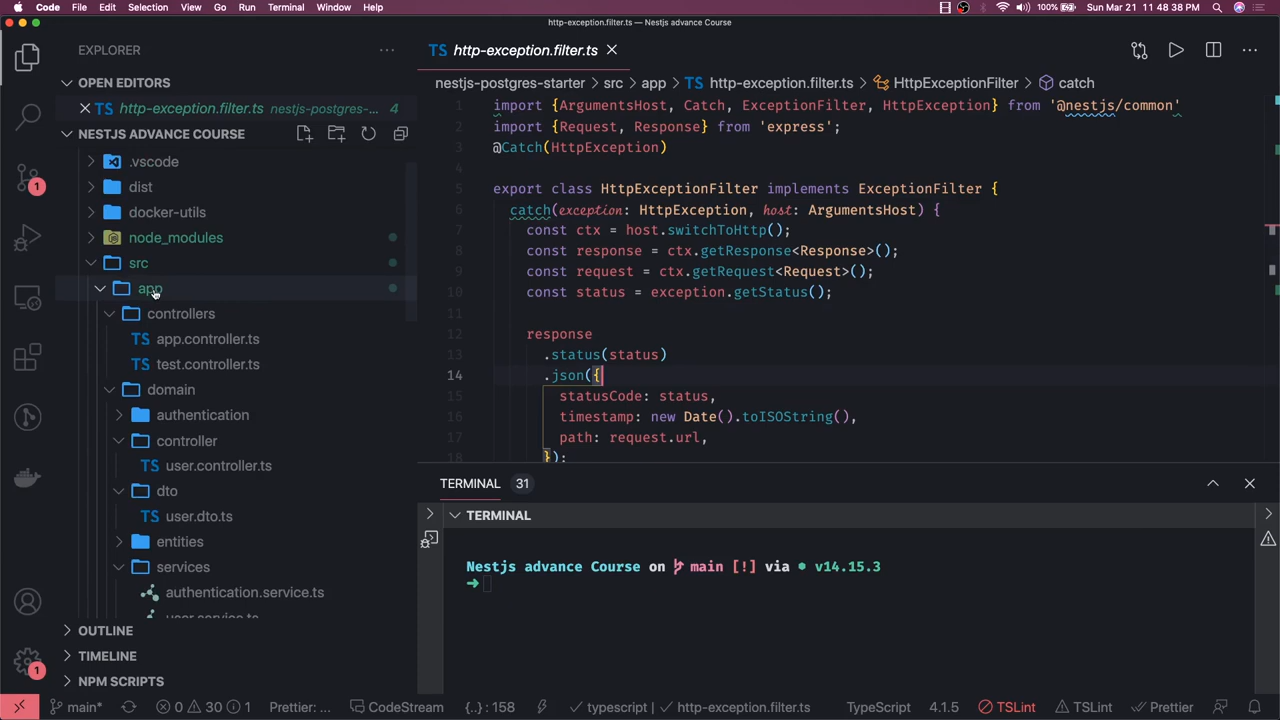 Code File Edit Selection View Go Run Terminal Window Help 100% Sun Mar 21 11 48 38 PM
http-exception.filter.ts — Nestjs advance Course
EXPLORER
OPEN EDITORS
TS http-exception.filter.ts nestjs-postgres-... 4
NESTJS ADVANCE COURSE
.vscode
dist
docker-utils
node_modules
src
app
controllers
TS app.controller.ts
TS test.controller.ts
domain
authentication
controller
TS user.controller.ts
dto
TS user.dto.ts
entities
services
authentication.service.ts
user.service.ts
OUTLINE
TIMELINE
NPM SCRIPTS
1
1
TS http-exception.filter.ts
nestjs-postgres-starter › src › app › TS http-exception.filter.ts › HttpExceptionFilter › catch
1 import {ArgumentsHost, Catch, ExceptionFilter, HttpException} from '@nestjs/common'
2 import {Request, Response} from 'express';
3 @Catch(HttpException)
4
5 export class HttpExceptionFilter implements ExceptionFilter {
6 catch(exception: HttpException, host: ArgumentsHost) {
7 const ctx = host.switchToHttp();
8 const response = ctx.getResponse<Response>();
9 const request = ctx.getRequest<Request>();
10 const status = exception.getStatus();
11
12 response
13 .status(status)
14 .json({
15 statusCode: status,
16 timestamp: new Date().toISOString(),
17 path: request.url,
18 });
TERMINAL 31
TERMINAL
Nestjs advance Course on main [!] via v14.15.3
➜
main* 0 30 1 Prettier: ... CodeStream {..}: 158 typescript | http-exception.filter.ts TypeScript 4.1.5 TSLint TSLint Prettier